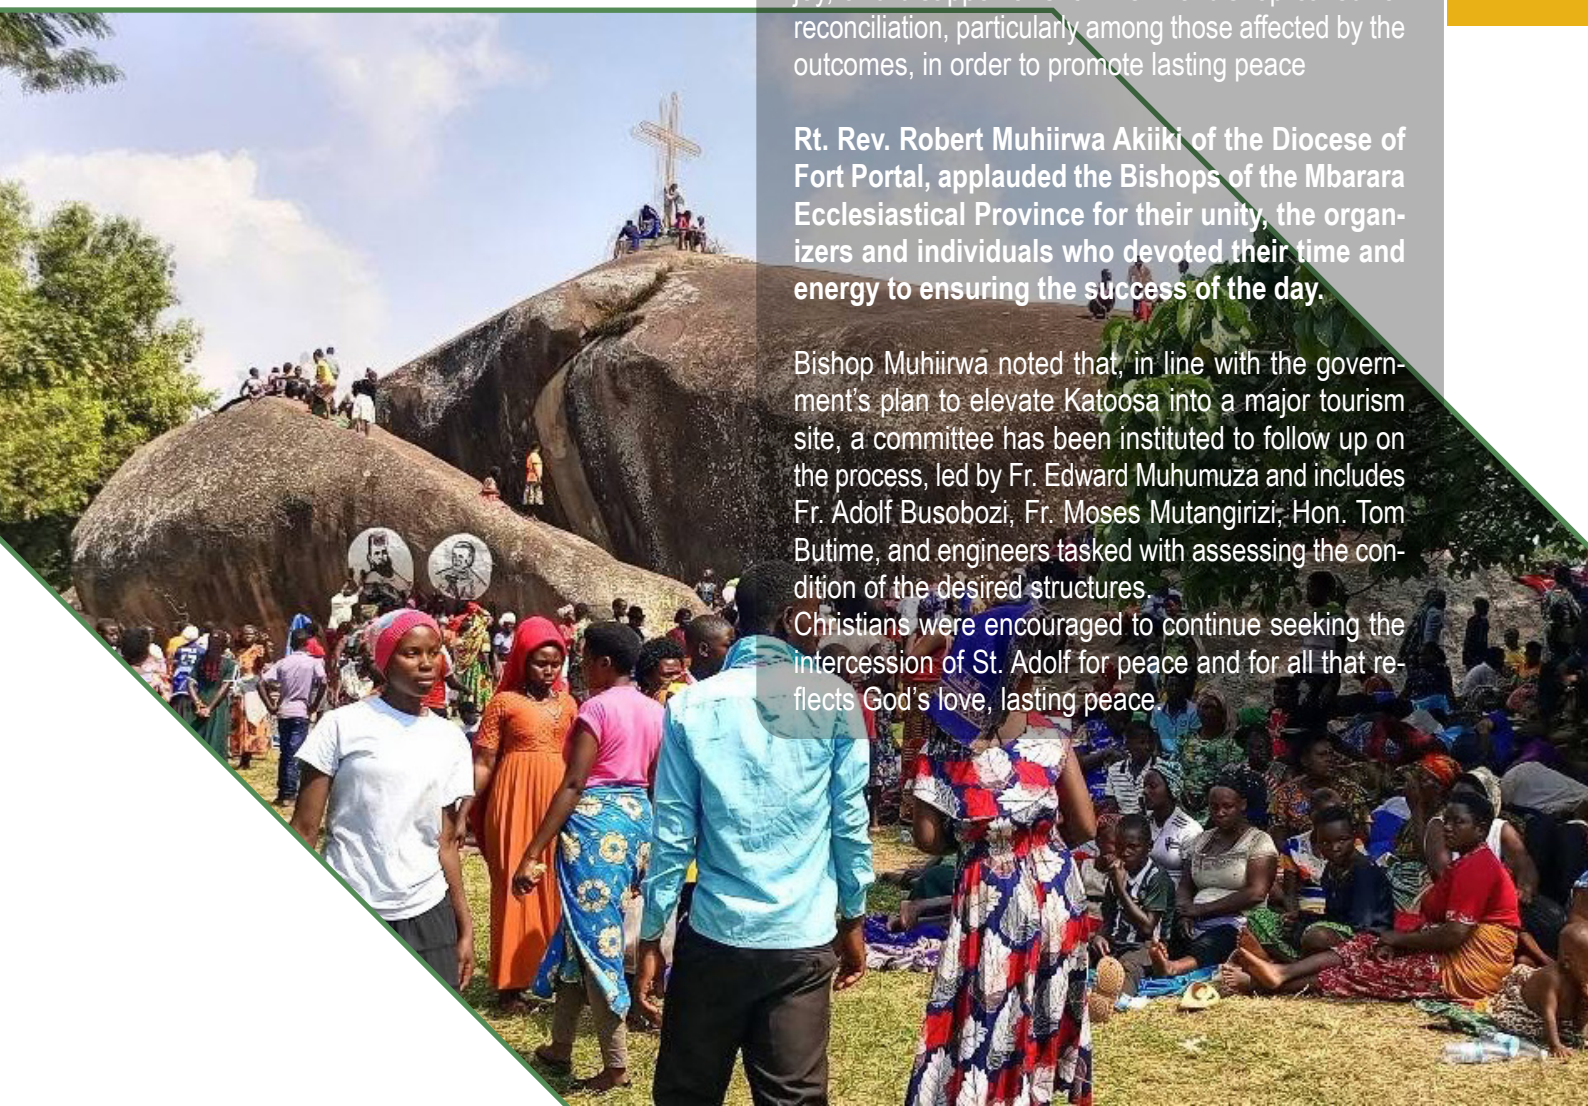 reconciliation, particularly among those affected by the
outcomes, in order to promote lasting peace
Rt. Rev. Robert Muhiirwa Akiiki of the Diocese of
Fort Portal, applauded the Bishops of the Mbarara
Ecclesiastical Province for their unity, the organ-
izers and individuals who devoted their time and
energy to ensuring the success of the day.
Bishop Muhiirwa noted that, in line with the govern-
ment's plan to elevate Katoosa into a major tourism
site, a committee has been instituted to follow up on
the process, led by Fr. Edward Muhumuza and includes
Fr. Adolf Busobozi, Fr. Moses Mutangirizi, Hon. Tom
Butime, and engineers tasked with assessing the con-
dition of the desired structures.
Christians were encouraged to continue seeking the
intercession of St. Adolf for peace and for all that re-
flects God's love, lasting peace.